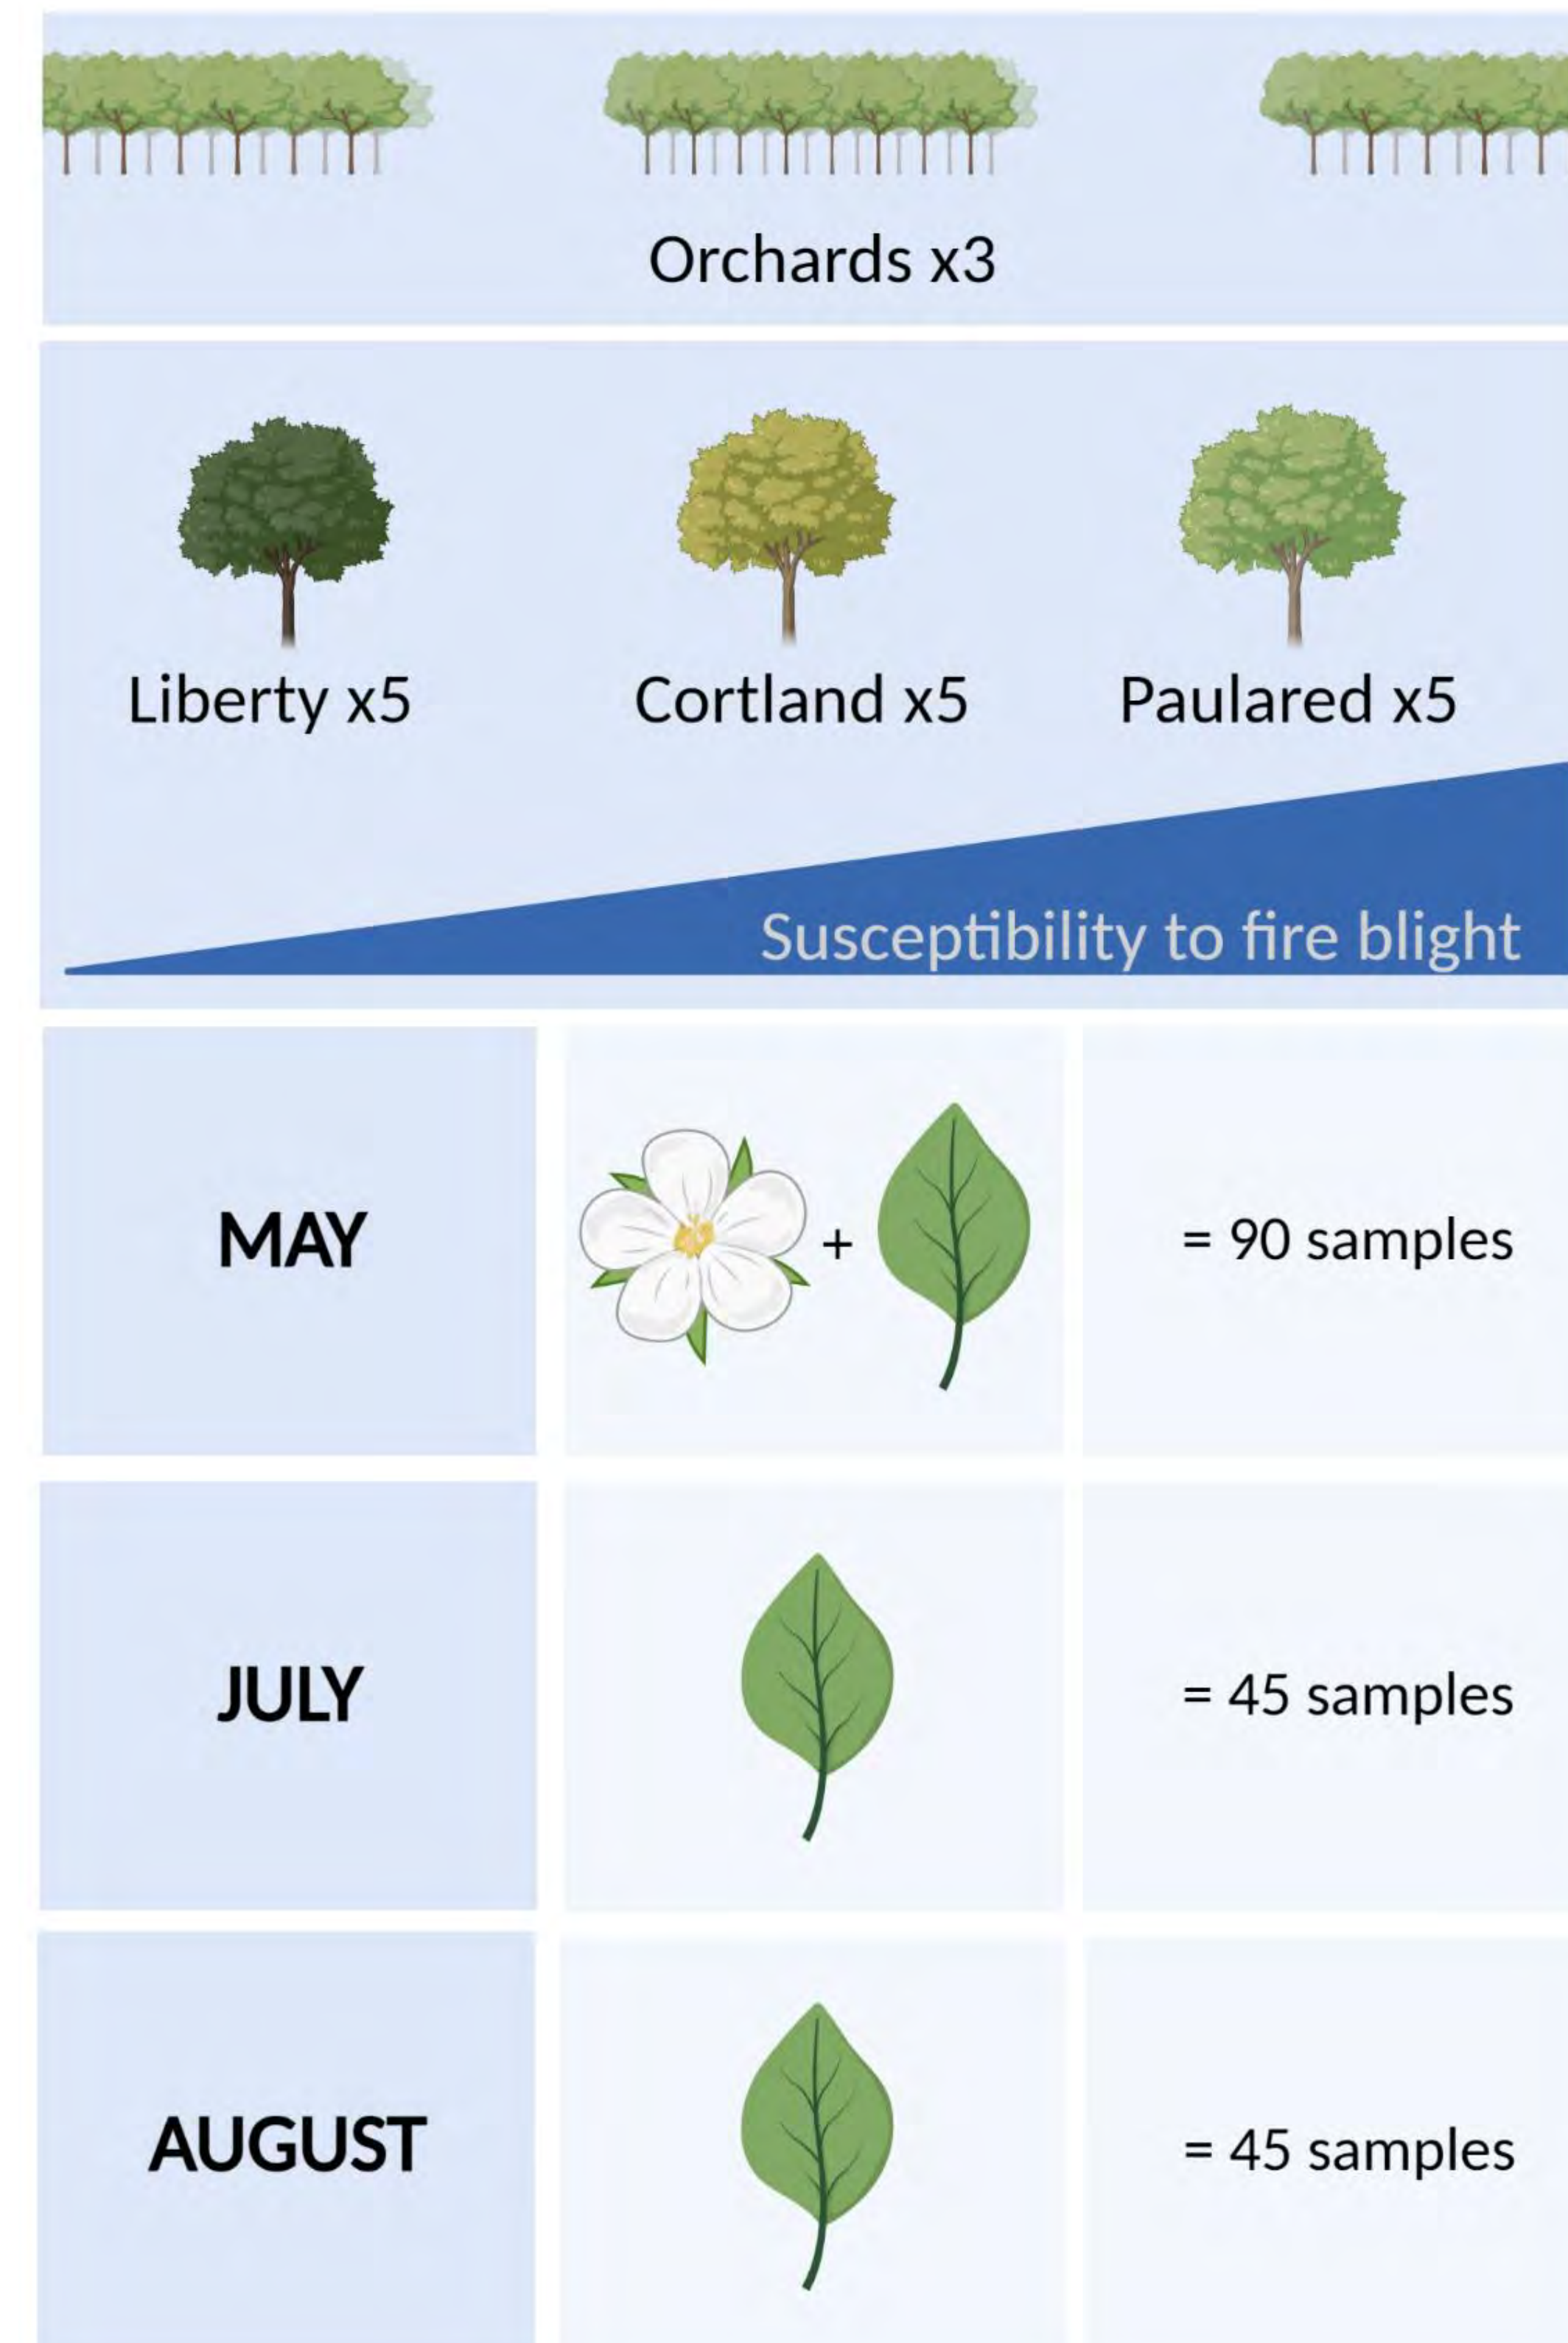 Orchards x3
Liberty x5
Cortland x5
Paulared x5
Susceptibility to fire blight
MAY
+
= 90 samples
JULY
= 45 samples
AUGUST
= 45 samples